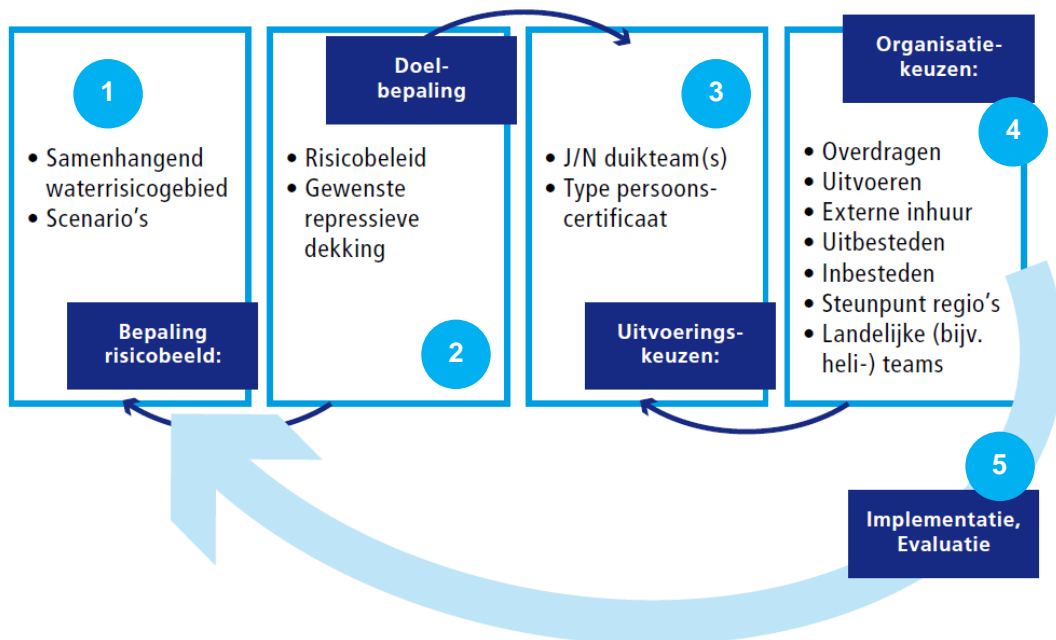 1
• Samenhangend
waterrisicogebied
• Scenario’s
Bepaling
risicobeeld:
Doel-
bepaling
• Risicobeleid
• Gewenste
repressieve
dekking
2
3
• J/N duikteam(s)
• Type persoons-
certificaat
Uitvoerings-
keuzen:
Organisatie-
keuzen:
4
• Overdragen
• Uitvoeren
• Externe inhuur
• Uitbesteden
• Inbesteden
• Steunpunt regio’s
• Landelijke (bijv.
heli-) teams
5
Implementatie,
Evaluatie